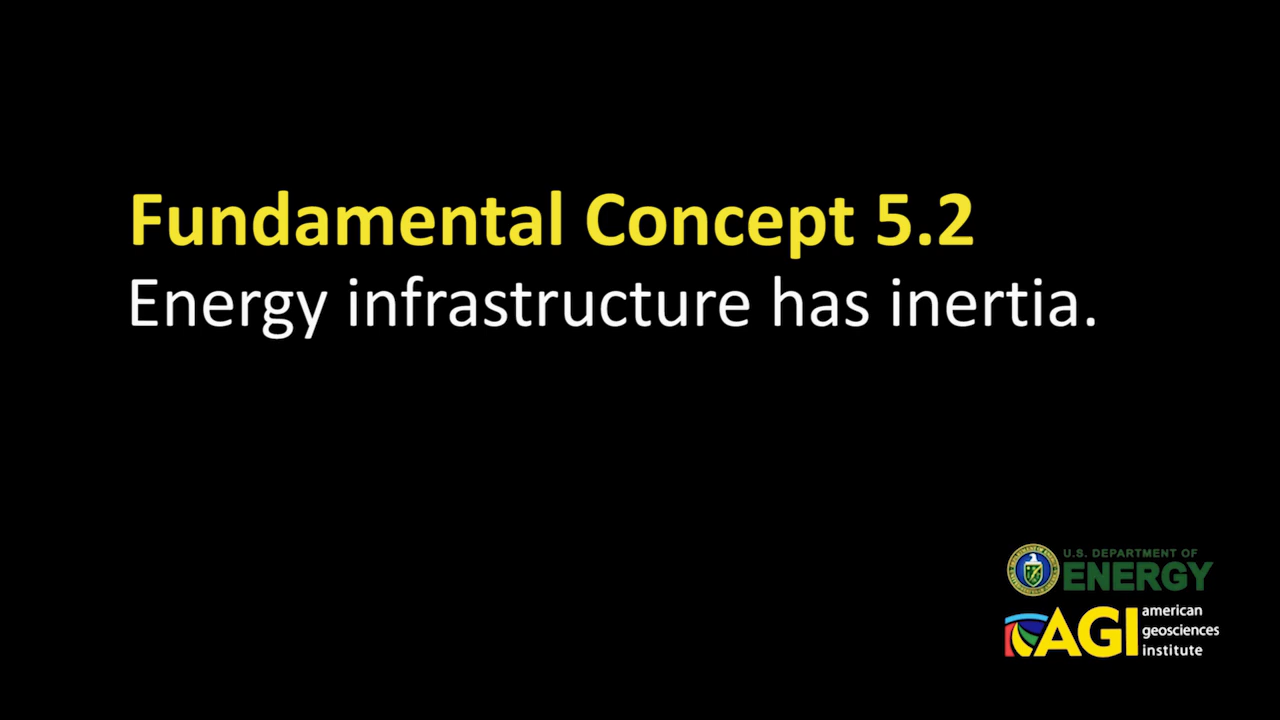 Fundamental Concept 5.2
Energy infrastructure has inertia.
U.S. DEPARTMENT OF
ENERGY
AGI
american
geosciences
institute